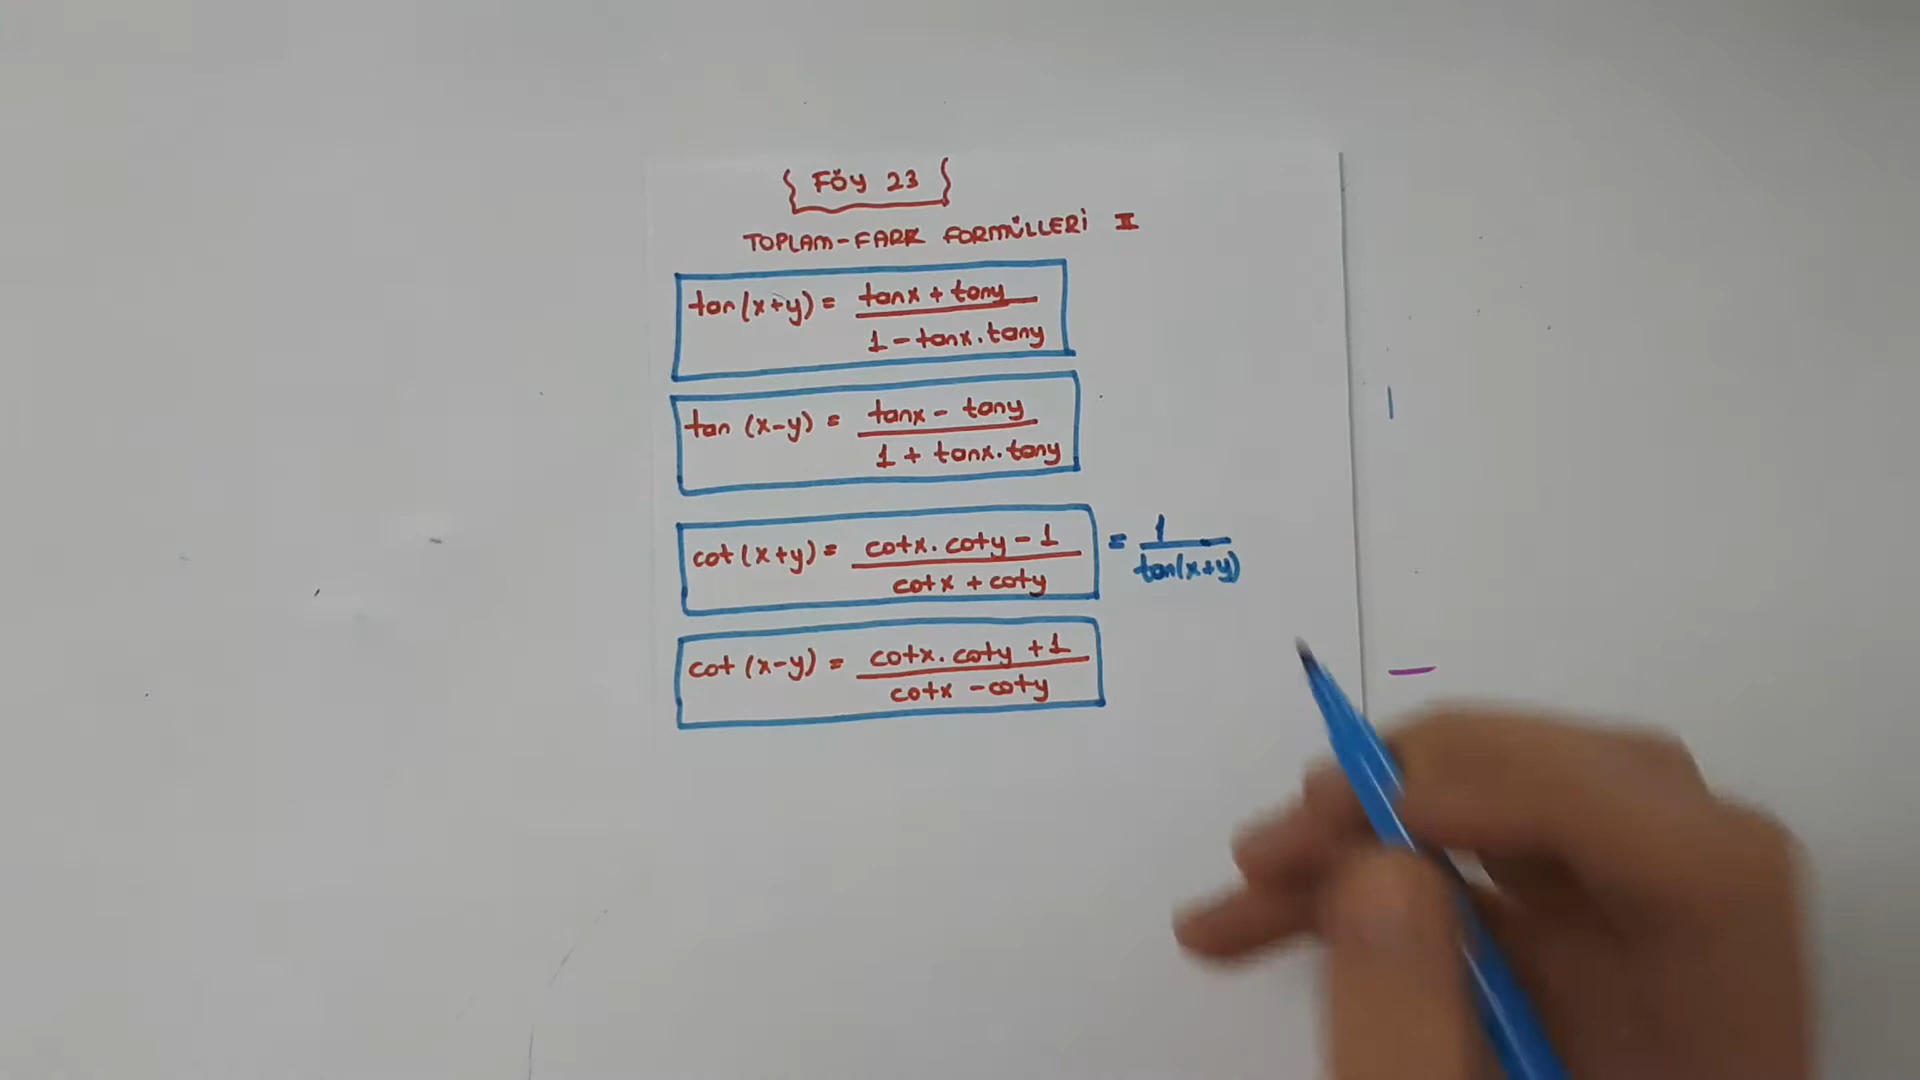 Föy 23
TOPLAM-FARK FORMÜLLERİ II
tan(x+y) = tanx + tany / 1 - tanx.tany
tan (x-y) = tanx - tany / 1 + tanx.tany
cot (x+y) = cotx. coty - 1 / cotx + coty = 1 / tan(x+y)
cot (x-y) = cotx. coty + 1 / cotx - coty